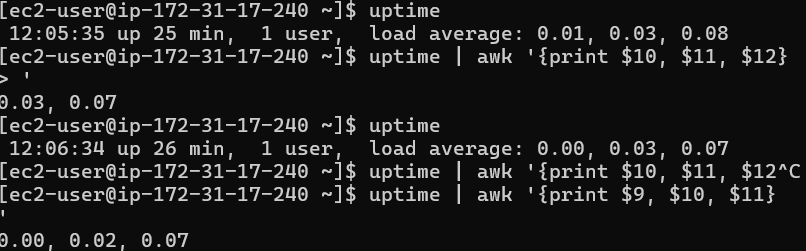 [ec2-user@ip-172-31-17-240 ~]$ uptime
 12:05:35 up 25 min,  1 user,  load average: 0.01, 0.03, 0.08
[ec2-user@ip-172-31-17-240 ~]$ uptime | awk '{print $10, $11, $12}
> '
0.03, 0.07
[ec2-user@ip-172-31-17-240 ~]$ uptime
 12:06:34 up 26 min,  1 user,  load average: 0.00, 0.03, 0.07
[ec2-user@ip-172-31-17-240 ~]$ uptime | awk '{print $10, $11, $12^C
[ec2-user@ip-172-31-17-240 ~]$ uptime | awk '{print $9, $10, $11}
'
0.00, 0.02, 0.07